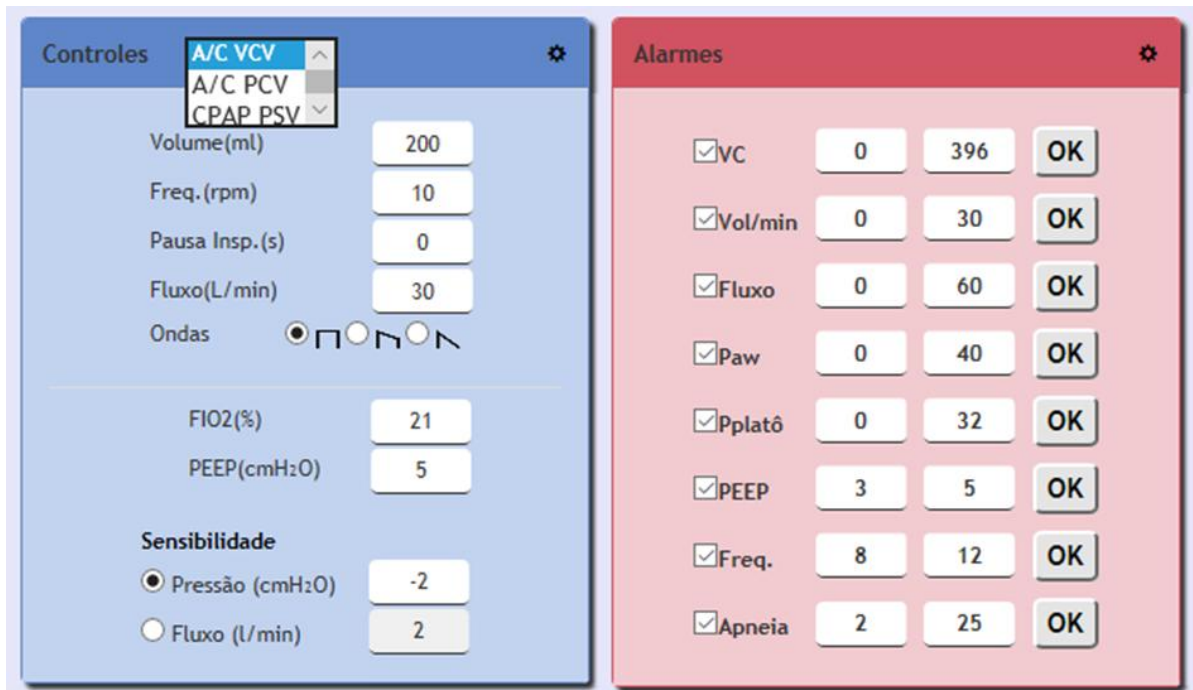 Controles
A/C VCV
A/C PCV
CPAP PSV
Volume(ml) 200
Freq.(rpm) 10
Pausa Insp.(s) 0
Fluxo(L/min) 30
Ondas
FIO2(%) 21
PEEP(cmH2O) 5
Sensibilidade
Pressão (cmH2O) -2
Fluxo (l/min) 2
Alarmes
VC 0 396 OK
Vol/min 0 30 OK
Fluxo 0 60 OK
Paw 0 40 OK
Pplatô 0 32 OK
PEEP 3 5 OK
Freq. 8 12 OK
Apneia 2 25 OK